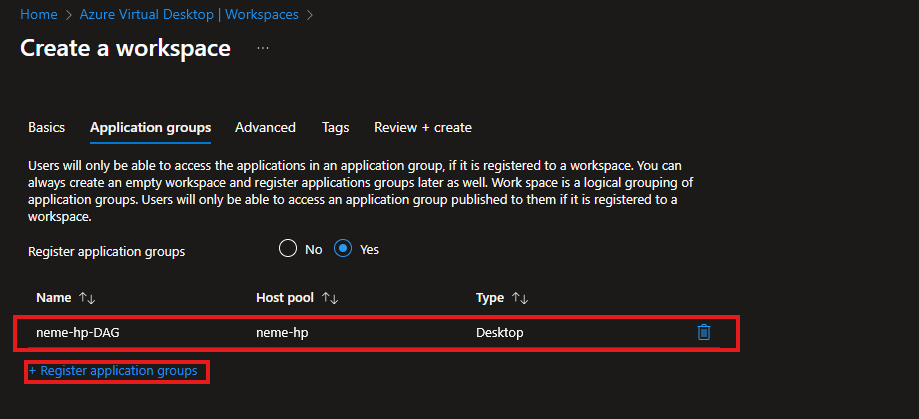 Home > Azure Virtual Desktop | Workspaces >
Create a workspace ...
Basics Application groups Advanced Tags Review + create
Users will only be able to access the applications in an application group, if it is registered to a workspace. You can
always create an empty workspace and register applications groups later as well. Work space is a logical grouping of
application groups. Users will only be able to access an application group published to them if it is registered to a
workspace.
Register application groups No Yes
Name ↑↓ Host pool ↑↓ Type ↑↓
neme-hp-DAG neme-hp Desktop
+ Register application groups